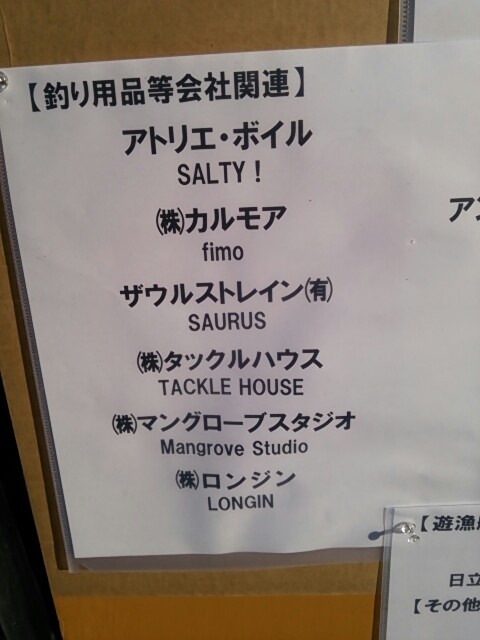 【釣り用品等会社関連】
アトリエ・ボイル
SALTY！
㈱カルモア
fimo
ザウルストレイン㈲
SAURUS
㈱タックルハウス
TACKLE HOUSE
㈱マングローブスタジオ
Mangrove Studio
㈱ロンジン
LONGIN
ア
【遊漁
日立
【その他